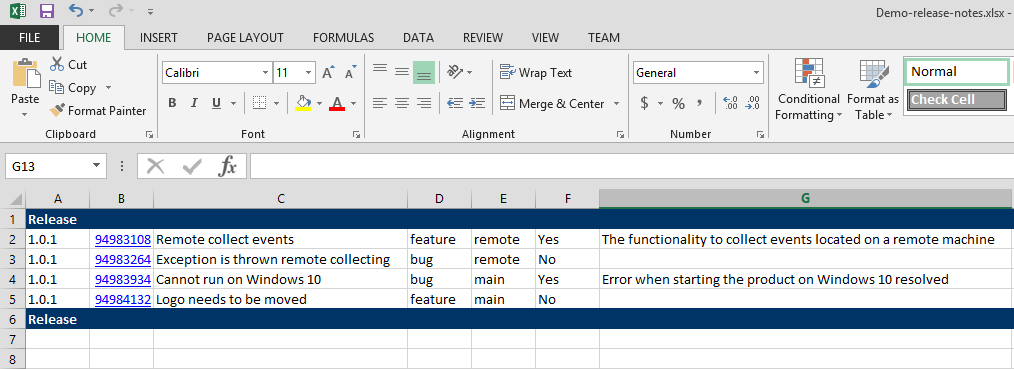 Demo-release-notes.xlsx -
FILE HOME INSERT PAGE LAYOUT FORMULAS DATA REVIEW VIEW TEAM
Paste
Cut
Copy
Format Painter
Clipboard
Calibri 11 A A
B I U A
Font
Wrap Text
Merge & Center
Alignment
General
$ % , .0 .00 .00 .0
Number
Conditional Formatting
Format as Table
Normal
Check Cell
G13 fx
A B C D E F G
1 Release
2 1.0.1 94983108 Remote collect events feature remote Yes The functionality to collect events located on a remote machine
3 1.0.1 94983264 Exception is thrown remote collecting bug remote No
4 1.0.1 94983934 Cannot run on Windows 10 bug main Yes Error when starting the product on Windows 10 resolved
5 1.0.1 94984132 Logo needs to be moved feature main No
6 Release
7
8